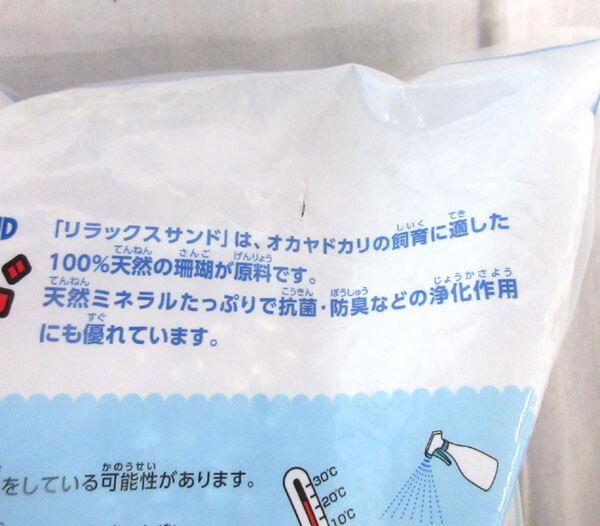 ND
「リラックスサンド」は、オカヤドカリの飼育に適した
100%天然の珊瑚が原料です。
天然ミネラルたっぷりで抗菌・防臭などの浄化作用
にも優れています。
をしている可能性があります。
30℃
20℃
10℃